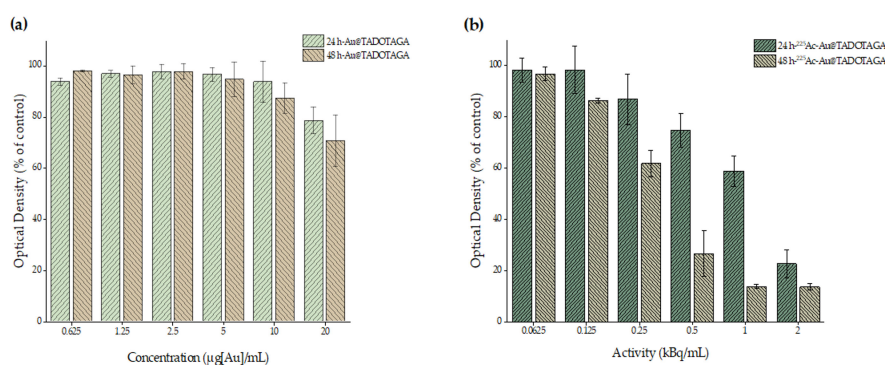 (a)
24 h-Au@TADOTAGA
48 h-Au@TADOTAGA
Optical Density (% of control)
100
80
60
40
20
0
0.625 1.25 2.5 5 10 20
Concentration (µg[Au]/mL)
(b)
24 h-²²⁵Ac-Au@TADOTAGA
48 h-²²⁵Ac-Au@TADOTAGA
Optical Density (% of control)
100
80
60
40
20
0
0.0625 0.125 0.25 0.5 1 2
Activity (kBq/mL)